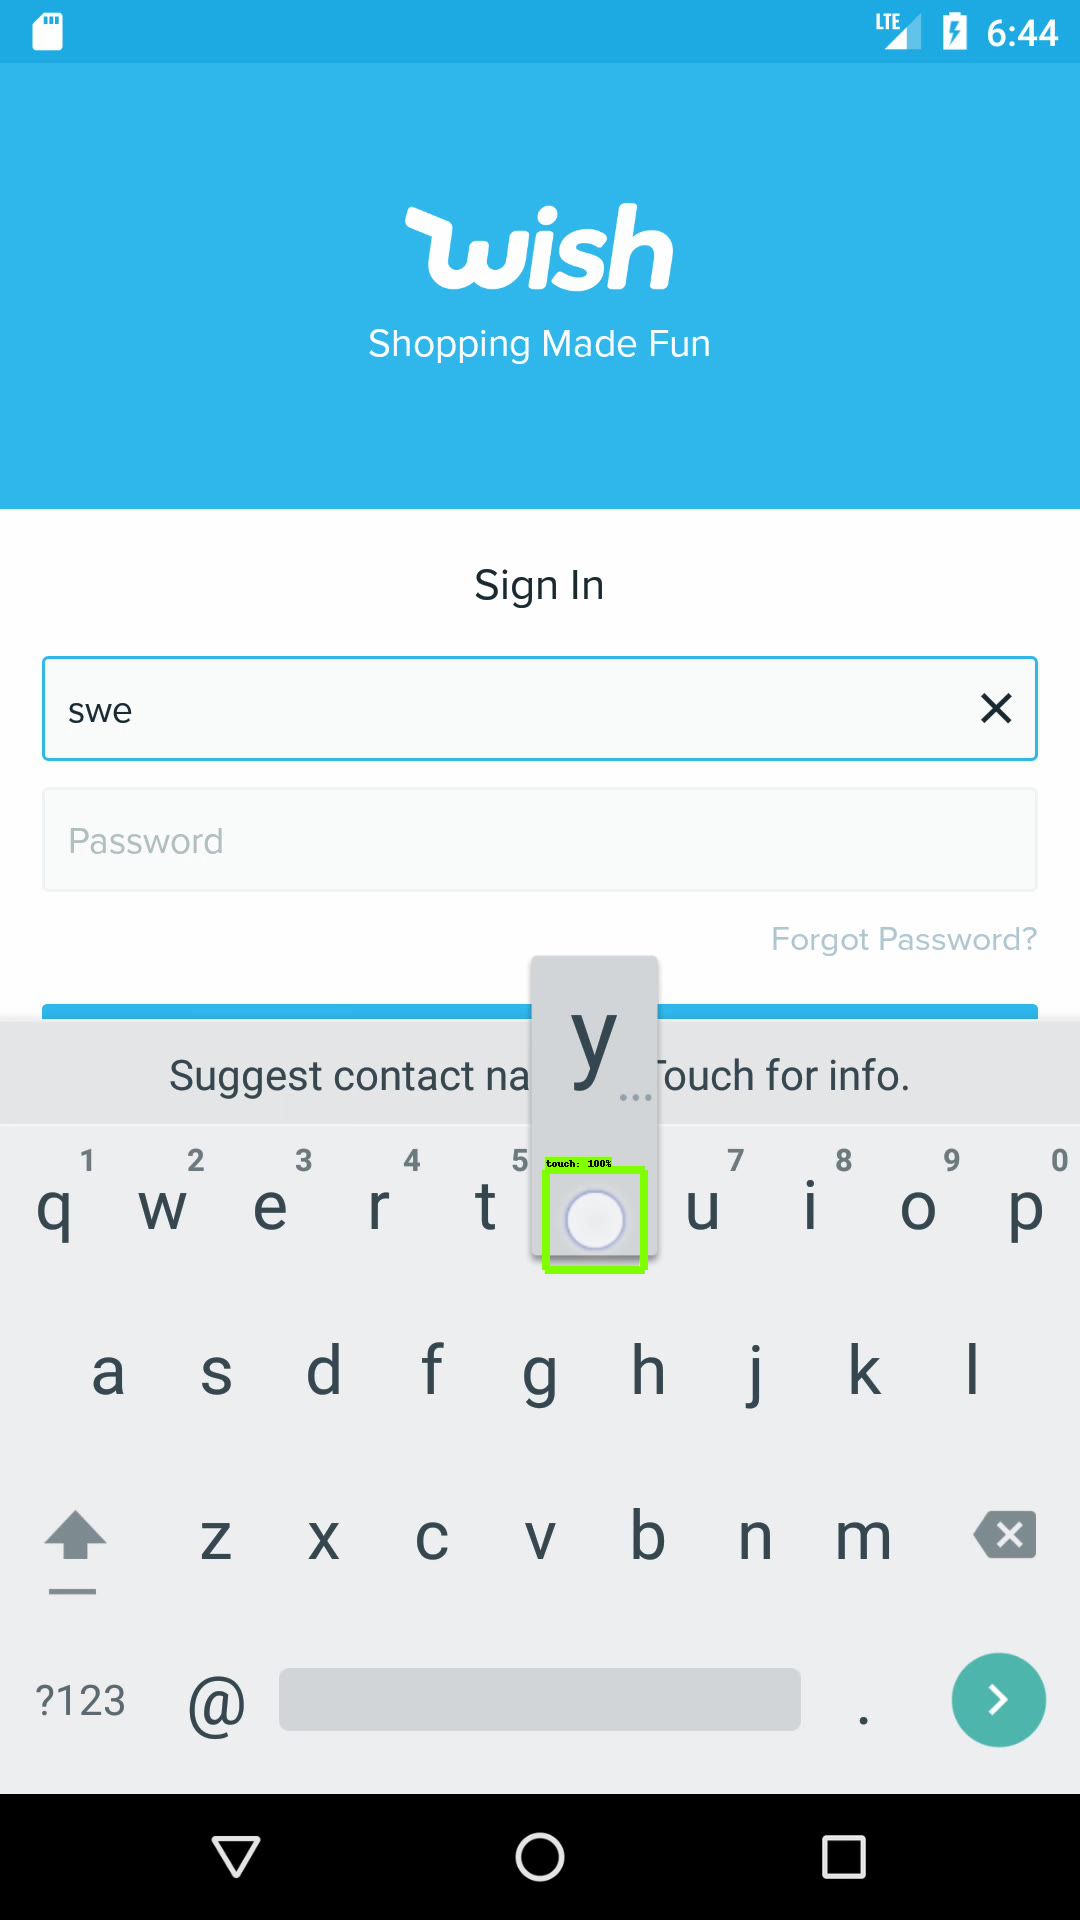 LTE 6:44
wish
Shopping Made Fun
Sign In
swe
Password
Forgot Password?
y
...
Suggest contact na Touch for info.
touch: 100%
1 2 3 4 5 7 8 9 0
q w e r t u i o p
a s d f g h j k l
z x c v b n m
?123 @ .